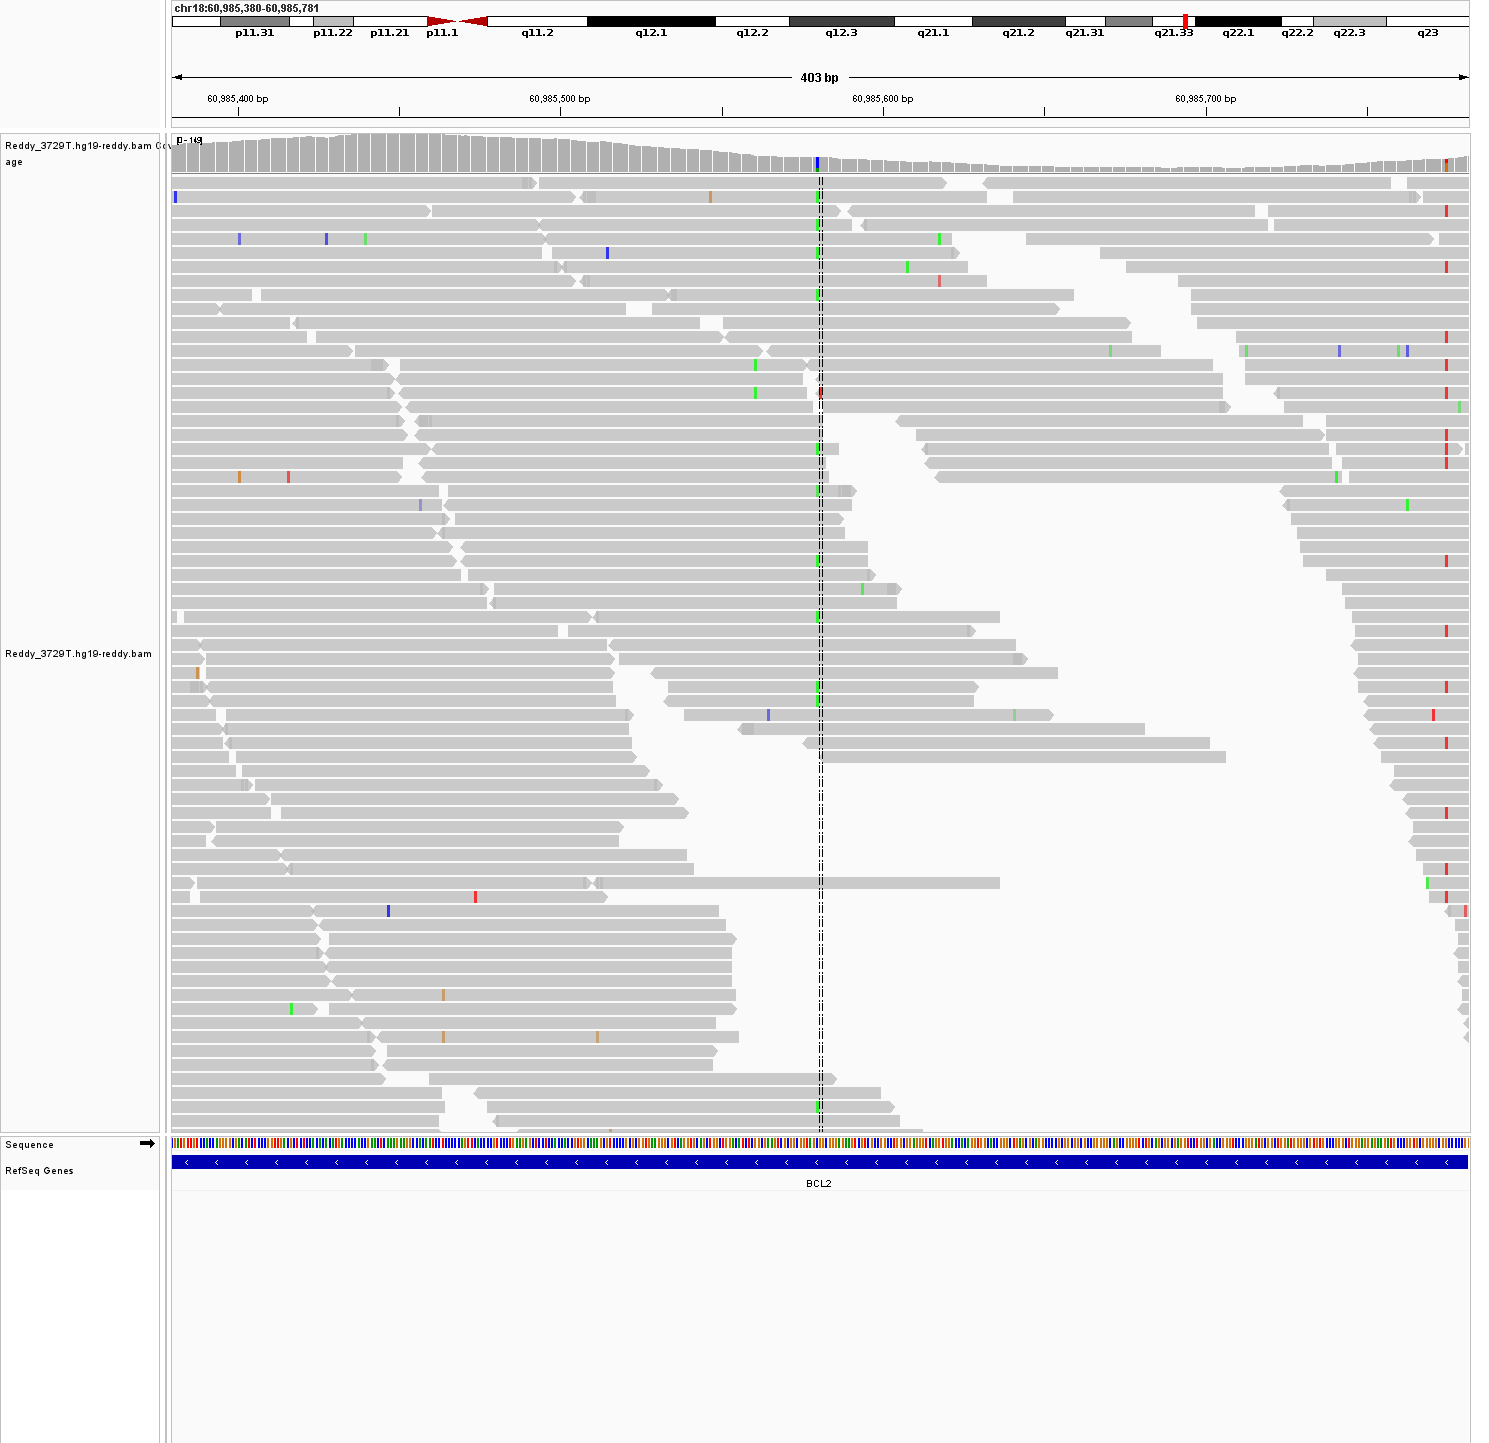 chr18:60,985,380-60,985,781
p11.31 p11.22 p11.21 p11.1 q11.2 q12.1 q12.2 q12.3 q21.1 q21.2 q21.31 q21.33 q22.1 q22.2 q22.3 q23
403 bp
60,985,400 bp 60,985,500 bp 60,985,600 bp 60,985,700 bp
Reddy_3729T.hg19-reddy.bam Cov
age
Reddy_3729T.hg19-reddy.bam
Sequence
RefSeq Genes
BCL2